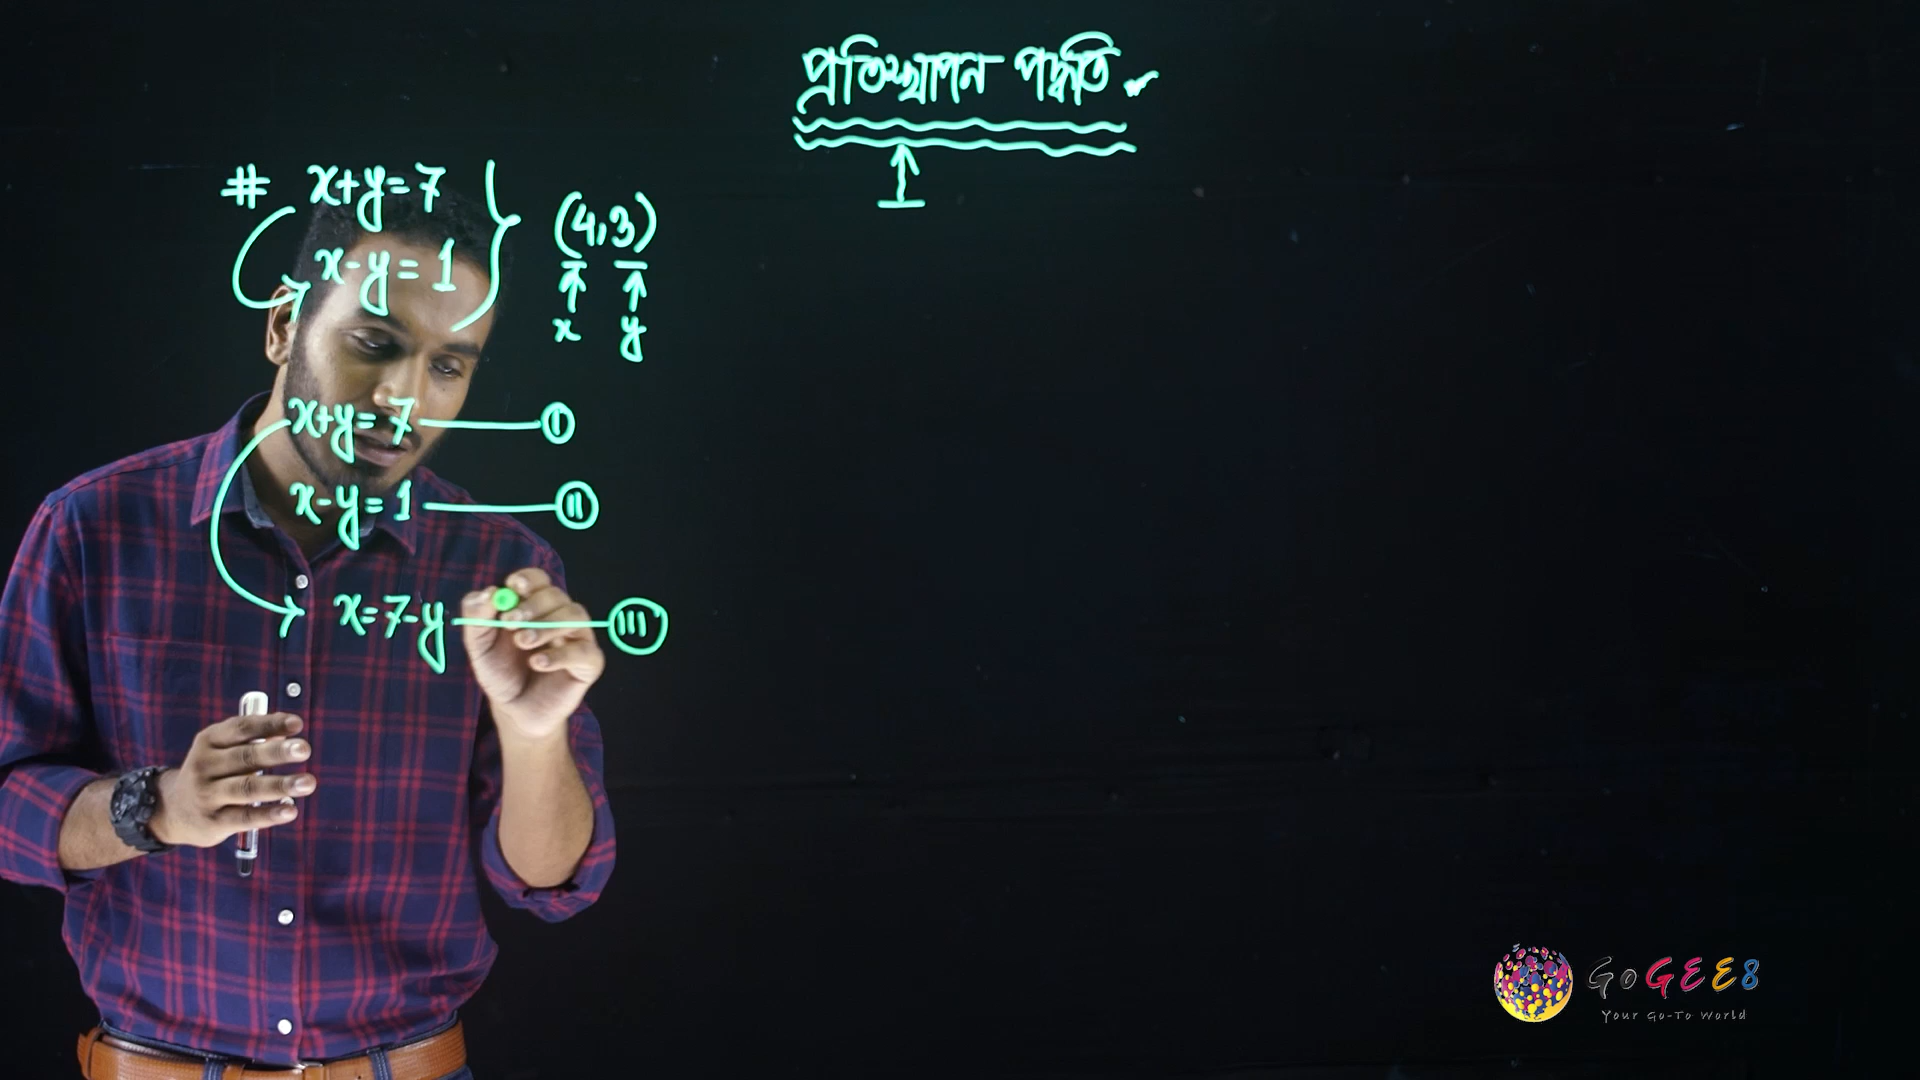 প্রতিস্থাপন পদ্ধতি
# x+y=7
x-y=1
(4,3)
x y
x+y=7 — I
x-y=1 — II
x=7-y — III
GoGEE8
Your Go-To World